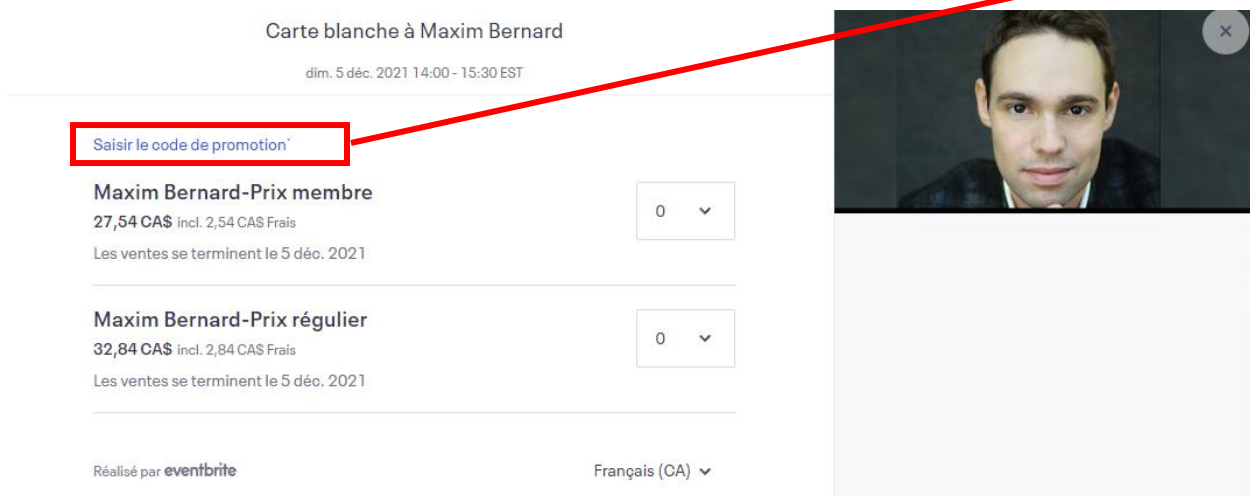 Carte blanche à Maxim Bernard
dim. 5 déc. 2021 14:00 - 15:30 EST
Saisir le code de promotion`
Maxim Bernard-Prix membre
27,54 CA$ incl. 2,54 CA$ Frais
Les ventes se terminent le 5 déc. 2021
0
Maxim Bernard-Prix régulier
32,84 CA$ incl. 2,84 CA$ Frais
Les ventes se terminent le 5 déc. 2021
0
Réalisé par eventbrite
Français (CA)